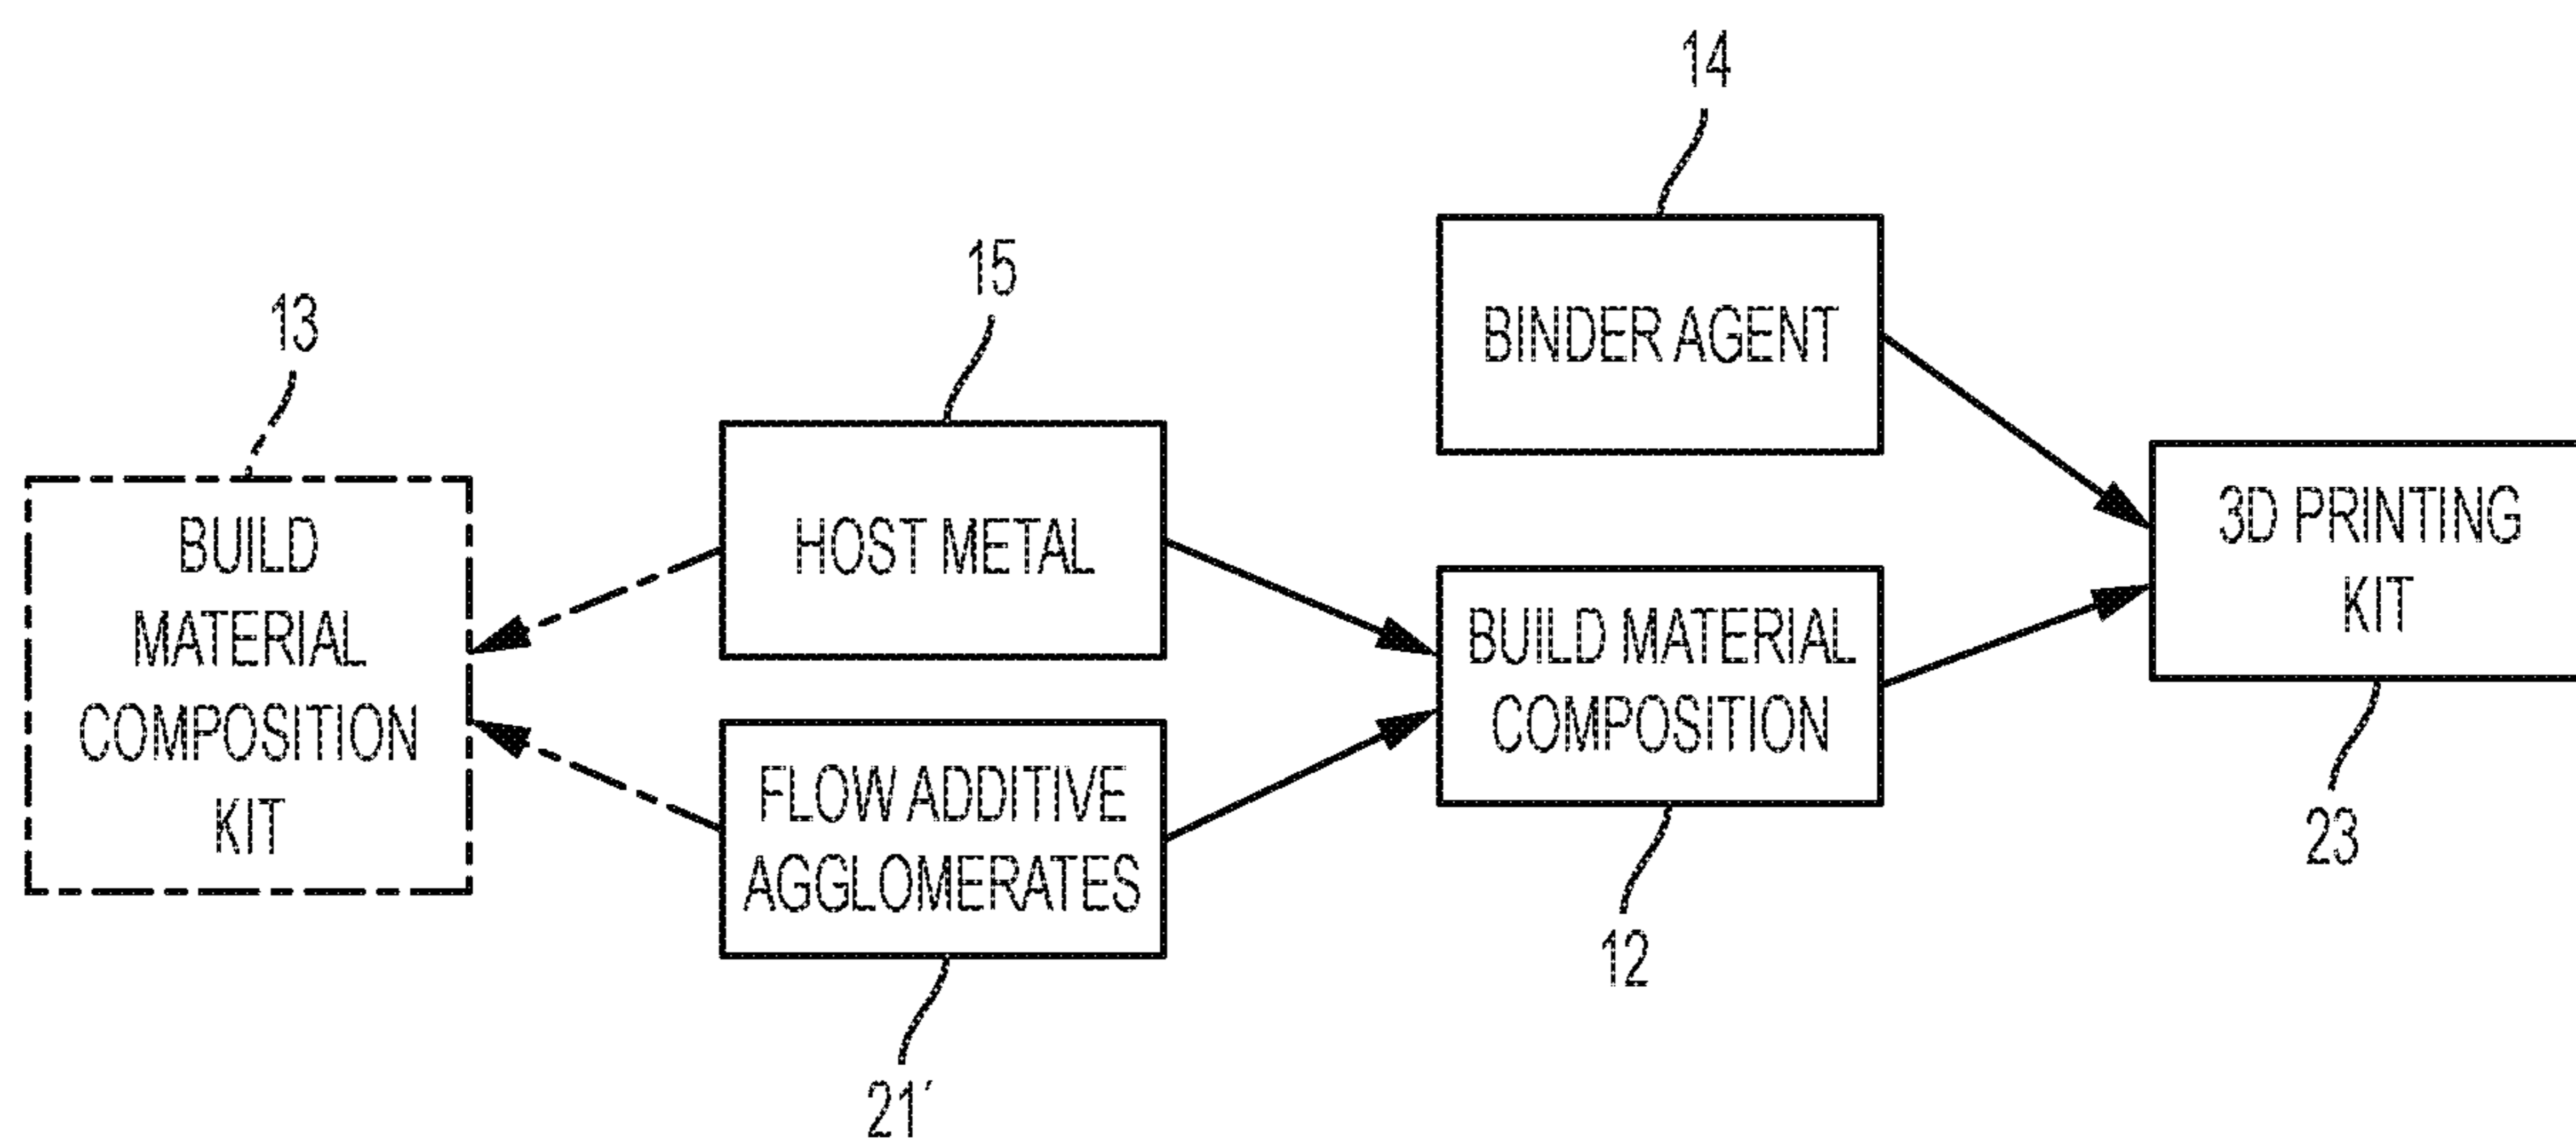 13
BUILD
MATERIAL
COMPOSITION
KIT
15
HOST METAL
FLOW ADDITIVE
AGGLOMERATES
21´
14
BINDER AGENT
BUILD MATERIAL
COMPOSITION
12
3D PRINTING
KIT
23